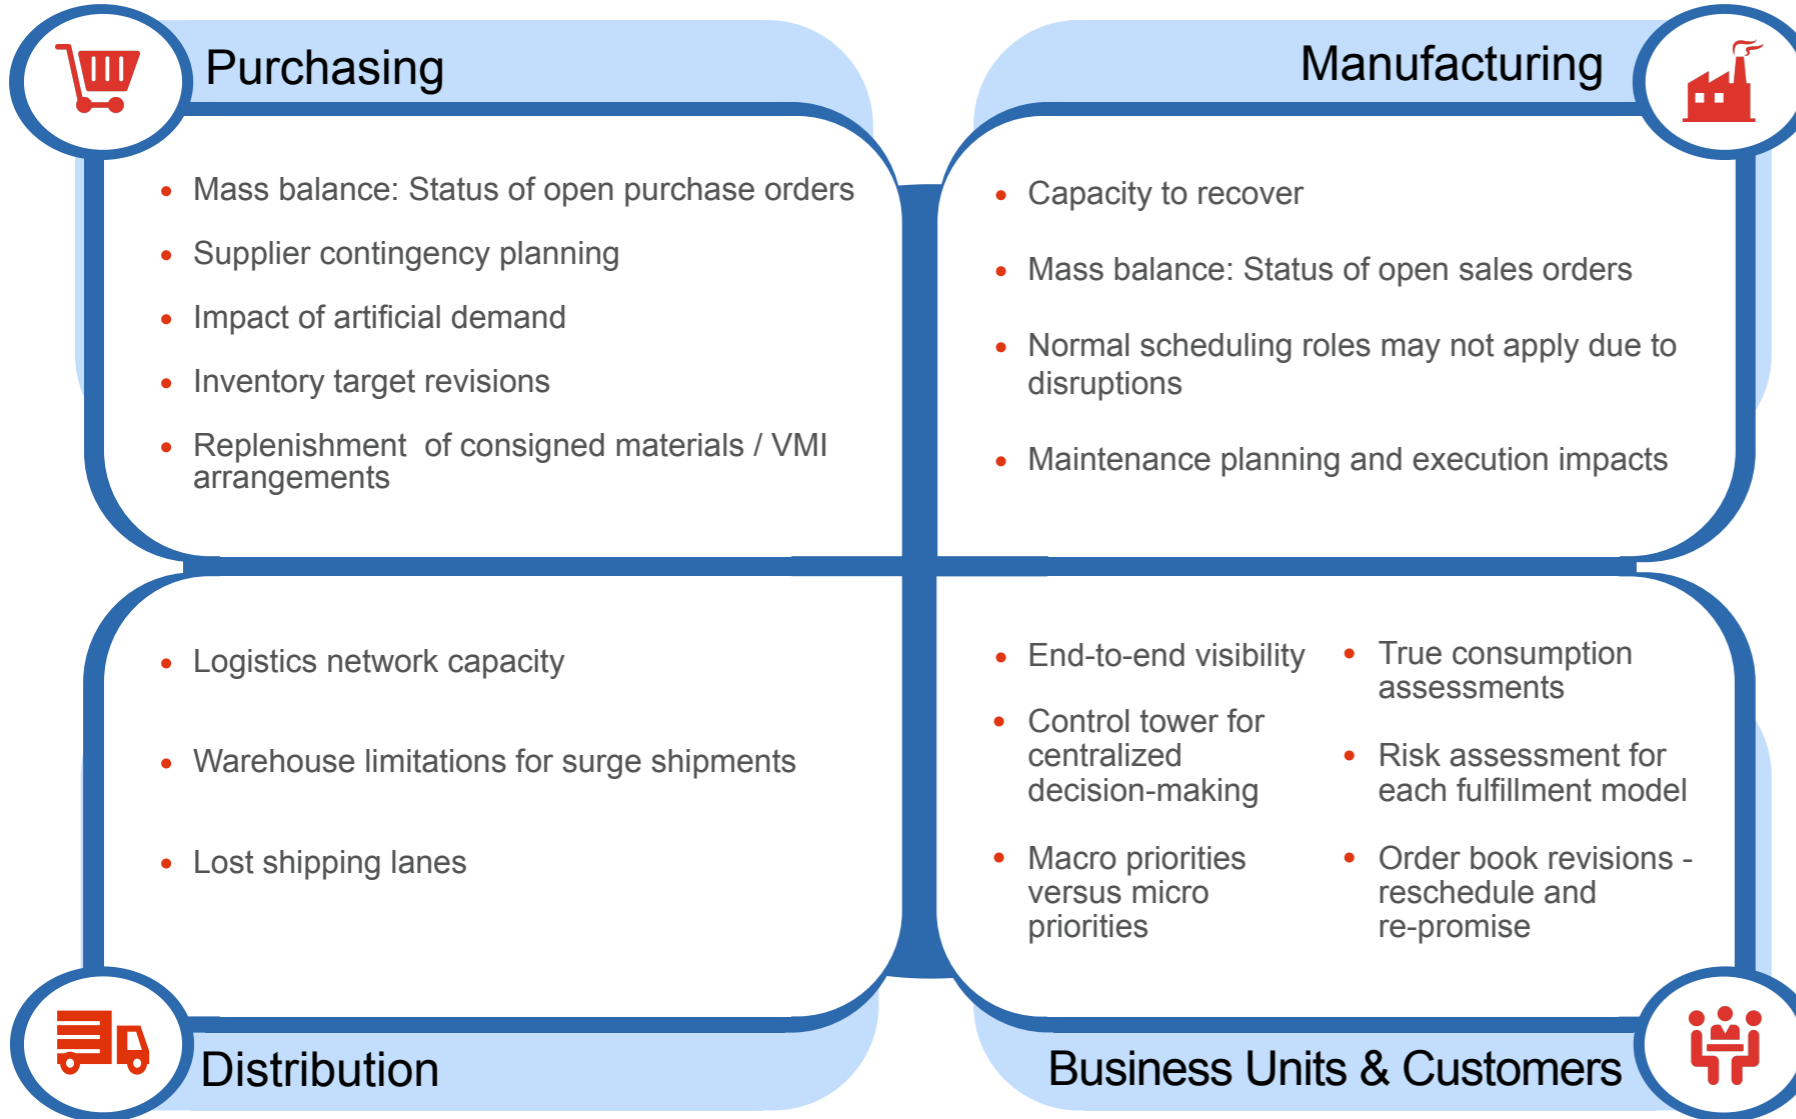 Purchasing
Mass balance: Status of open purchase orders
Supplier contingency planning
Impact of artificial demand
Inventory target revisions
Replenishment  of consigned materials / VMI
arrangements
Manufacturing
Capacity to recover
Mass balance: Status of open sales orders
Normal scheduling roles may not apply due to
disruptions
Maintenance planning and execution impacts
Logistics network capacity
Warehouse limitations for surge shipments
Lost shipping lanes
Distribution
End-to-end visibility
Control tower for
centralized
decision-making
Macro priorities
versus micro
priorities
True consumption
assessments
Risk assessment for
each fulfillment model
Order book revisions -
reschedule and
re-promise
Business Units & Customers